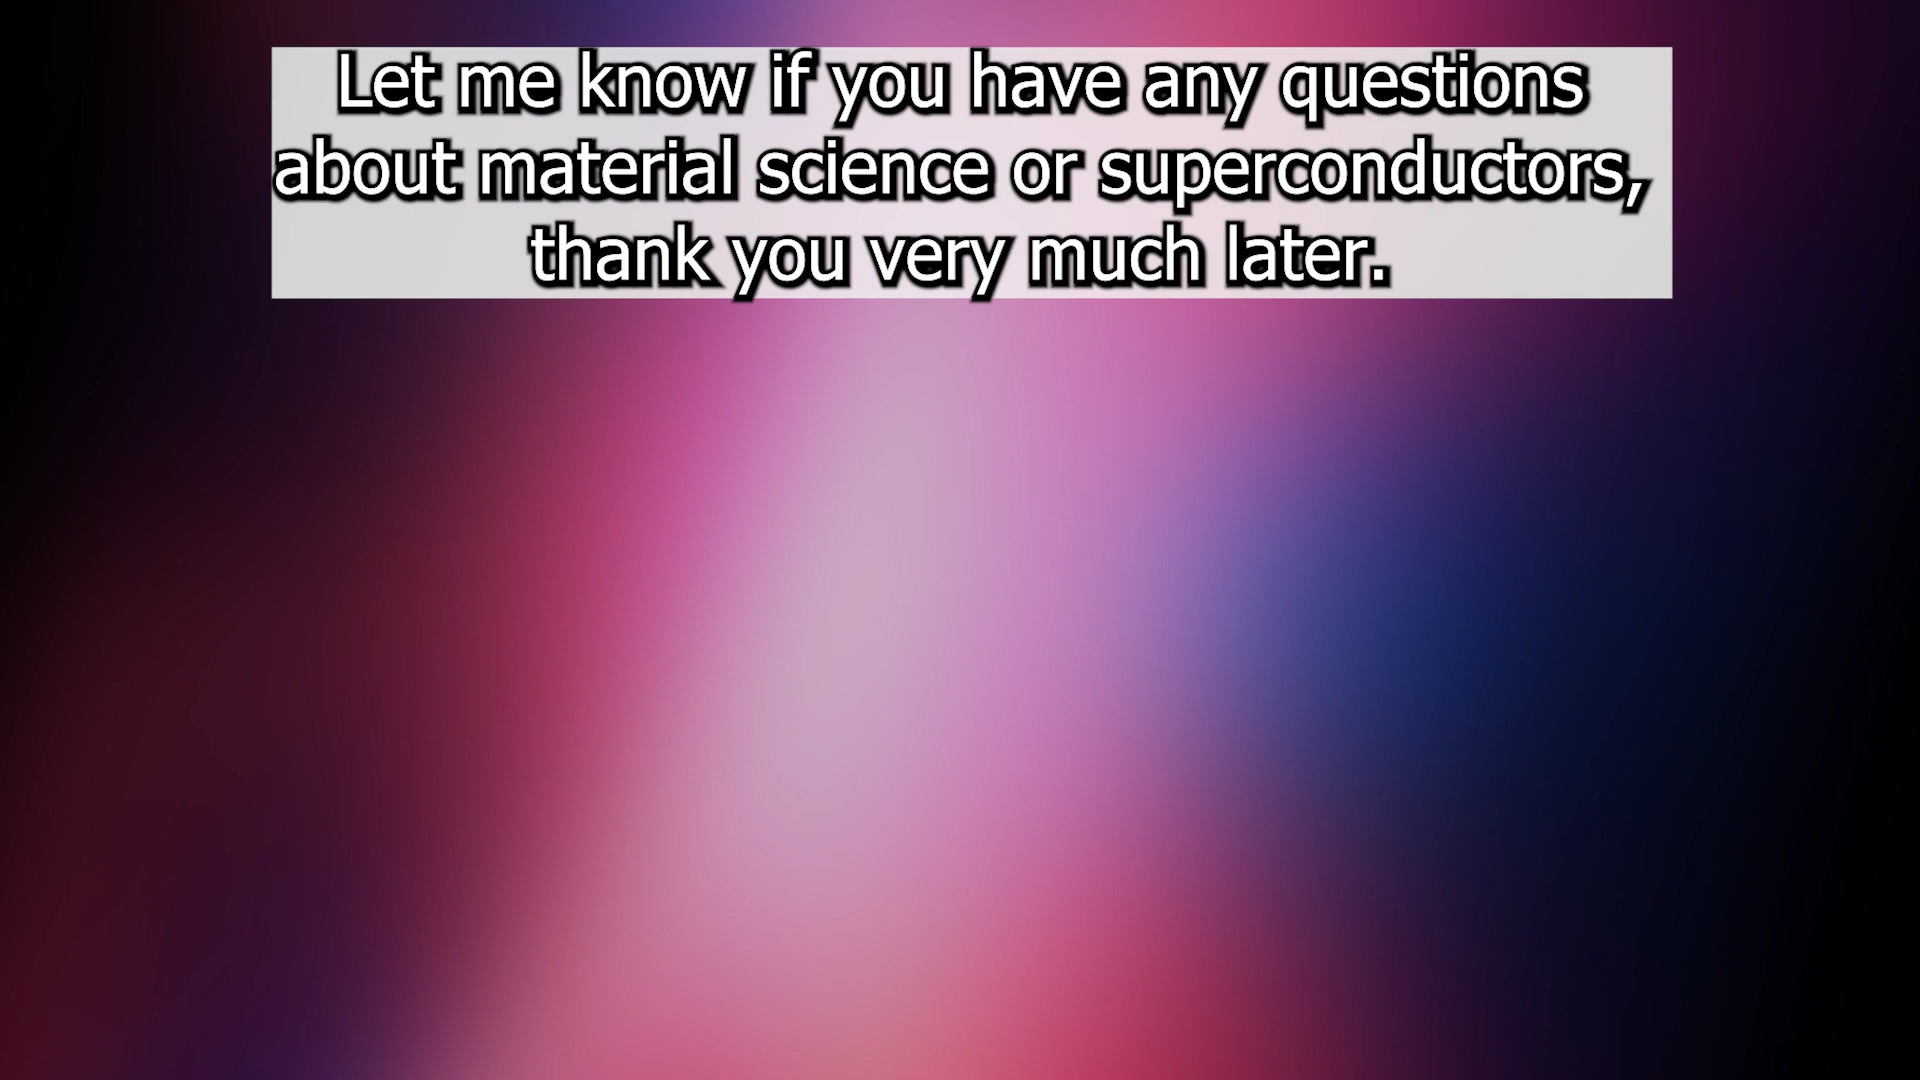 Let me know if you have any questions
about material science or superconductors,
thank you very much later.